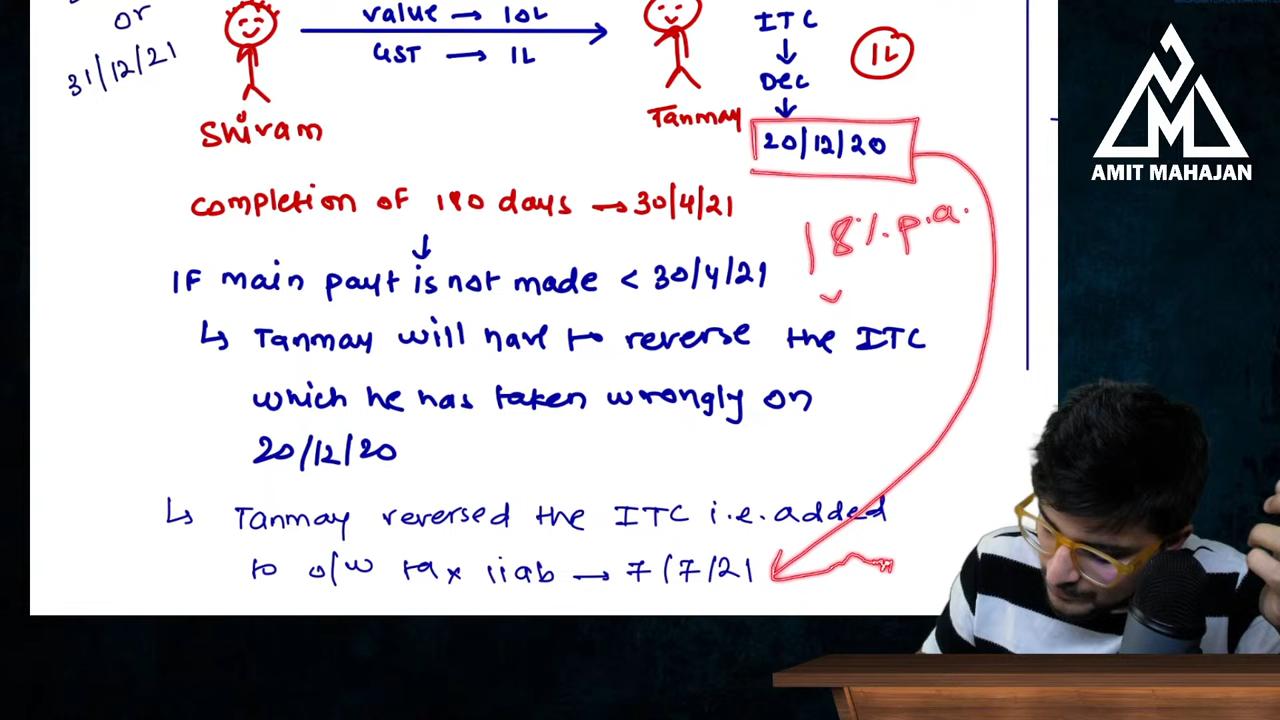 or
31/12/21
value → 10L
GST → 1L
ITC
↓
Dec
↓
20/12/20
1L
Shivam
Tanmay
AMIT MAHAJAN
completion of 180 days → 30/4/21
↓
18%. p.a.
IF main payt is not made < 30/4/21
↳ Tanmay will have to reverse the ITC
which he has taken wrongly on
20/12/20
↳ Tanmay reversed the ITC i.e. added
to o/w tax liab → 7/7/21